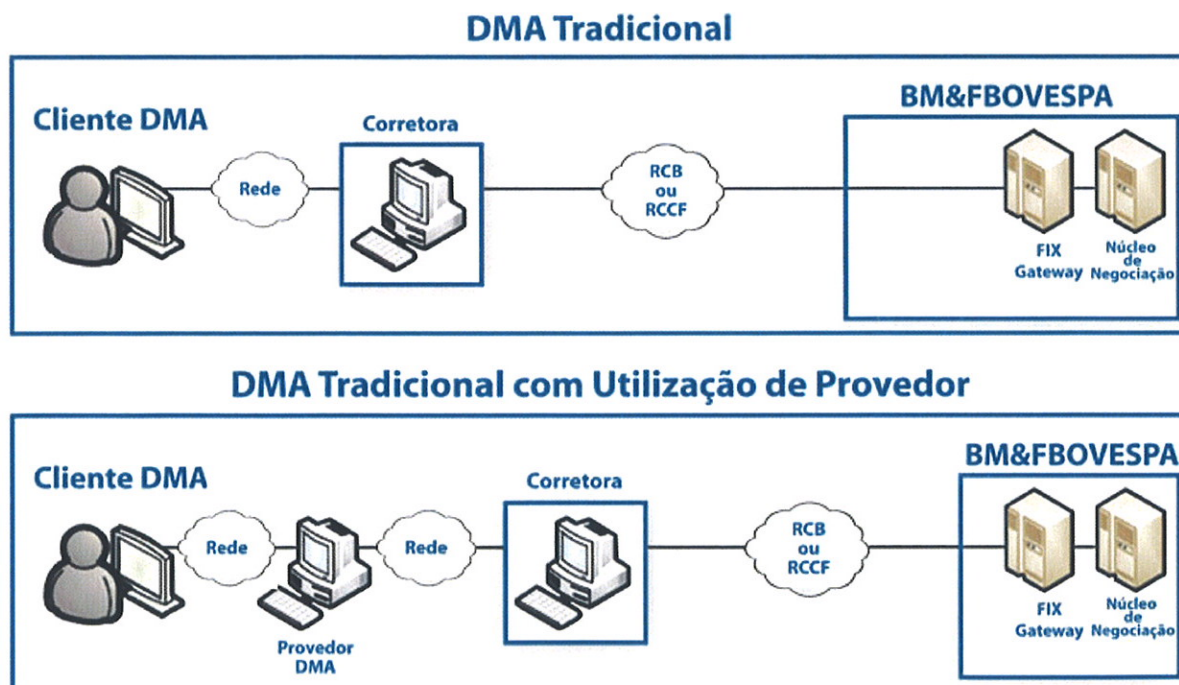 DMA Tradicional
BM&FBOVESPA
Cliente DMA
Corretora
Rede
RCB
ou
RCCF
FIX
Gateway
Núcleo
de
Negociação
DMA Tradicional com Utilização de Provedor
BM&FBOVESPA
Cliente DMA
Corretora
Rede
Rede
RCB
ou
RCCF
Provedor
DMA
FIX
Gateway
Núcleo
de
Negociação